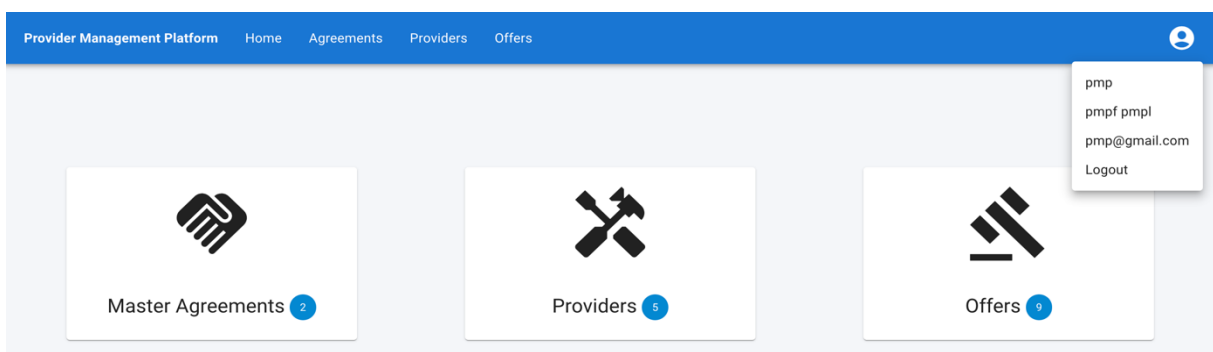 Provider Management Platform Home Agreements Providers Offers
pmp
pmpf pmpl
pmp@gmail.com
Logout
Master Agreements 2
Providers 5
Offers 9